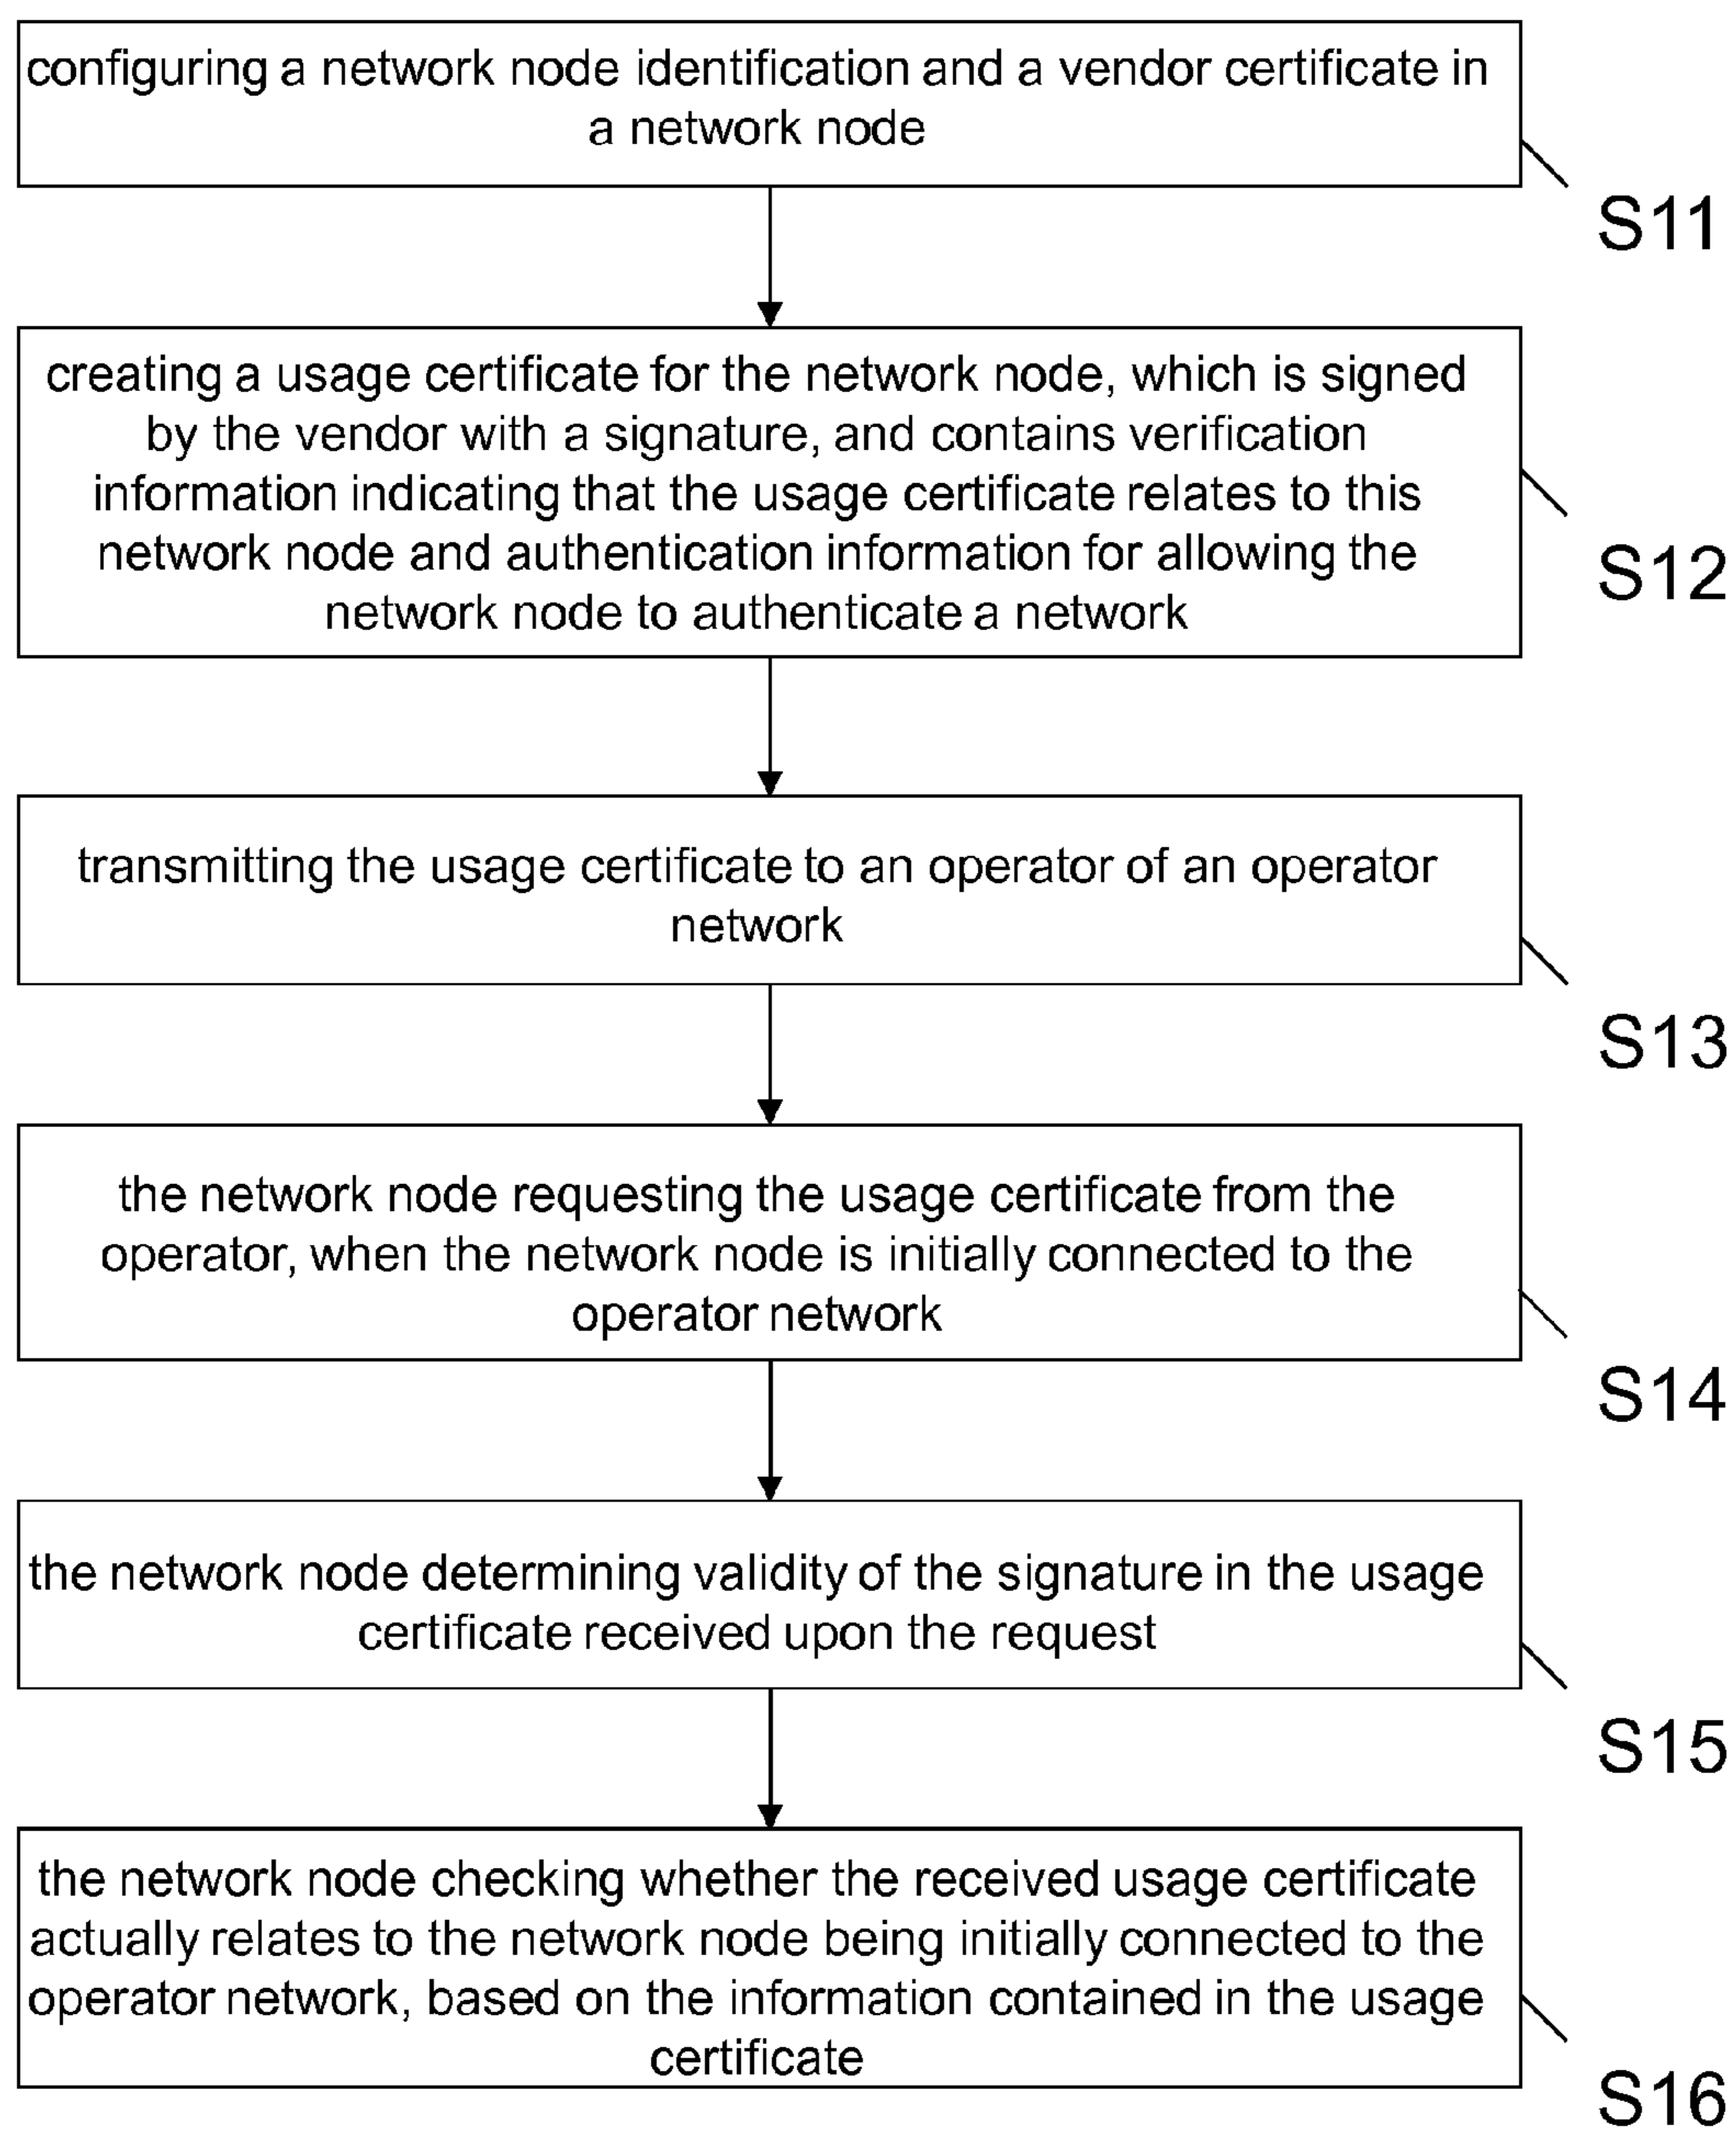 configuring a network node identification and a vendor certificate in
a network node
S11
creating a usage certificate for the network node, which is signed
by the vendor with a signature, and contains verification
information indicating that the usage certificate relates to this
network node and authentication information for allowing the
network node to authenticate a network
S12
transmitting the usage certificate to an operator of an operator
network
S13
the network node requesting the usage certificate from the
operator, when the network node is initially connected to the
operator network
S14
the network node determining validity of the signature in the usage
certificate received upon the request
S15
the network node checking whether the received usage certificate
actually relates to the network node being initially connected to the
operator network, based on the information contained in the usage
certificate
S16